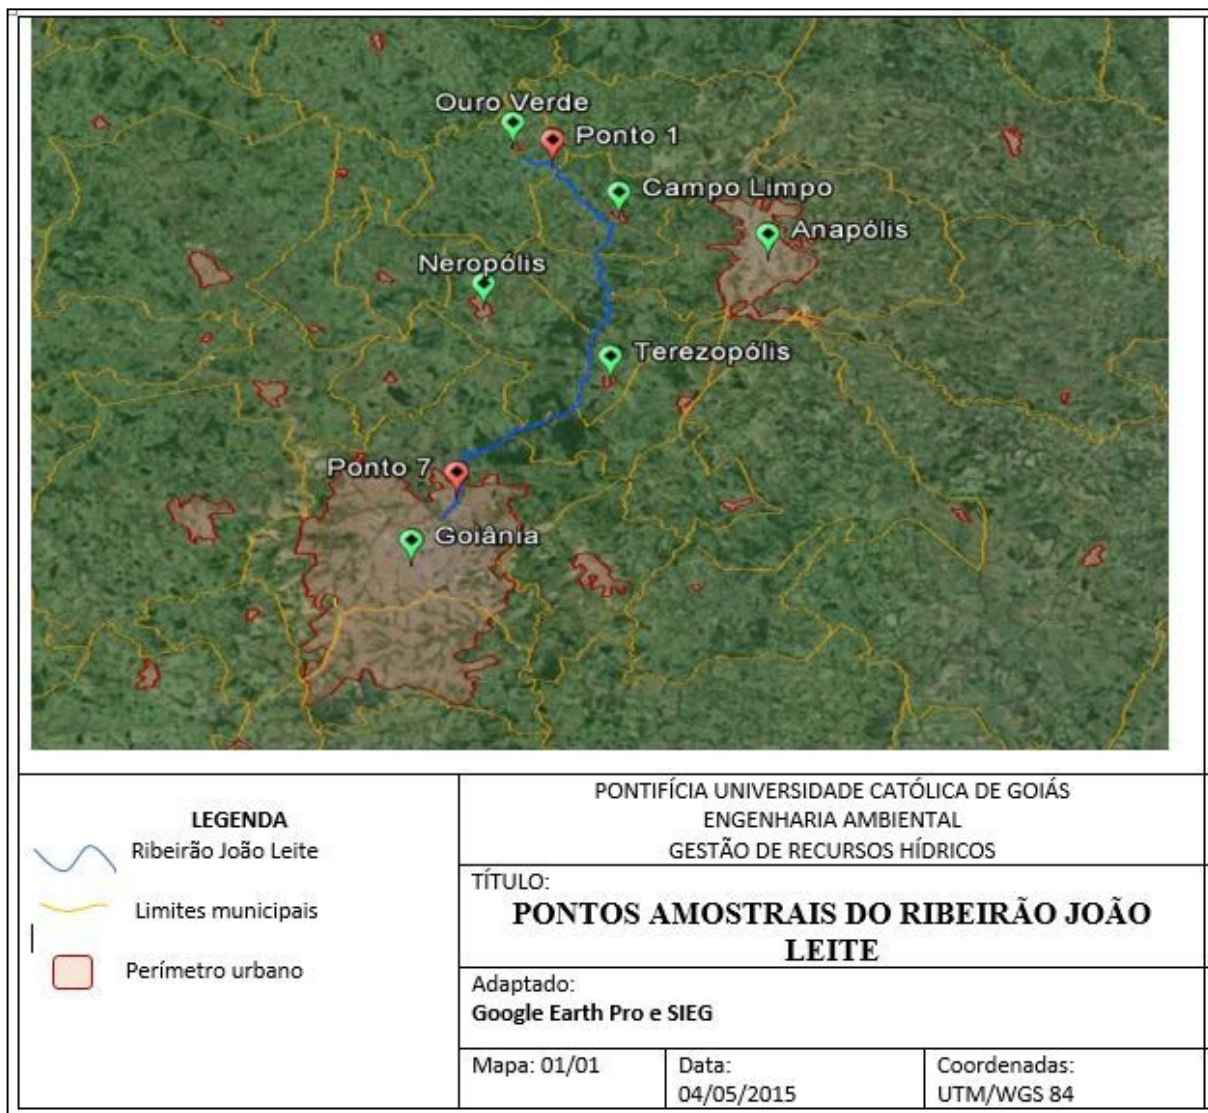 Ouro Verde
Ponto 1
Campo Limpo
Anapólis
Neropólis
Terezopólis
Ponto 7
Goiânia
LEGENDA
Ribeirão João Leite
Limites municipais
Perímetro urbano
PONTIFÍCIA UNIVERSIDADE CATÓLICA DE GOIÁS
ENGENHARIA AMBIENTAL
GESTÃO DE RECURSOS HÍDRICOS
TÍTULO:
PONTOS AMOSTRAIS DO RIBEIRÃO JOÃO
LEITE
Adaptado:
Google Earth Pro e SIEG
Mapa: 01/01
Data:
04/05/2015
Coordenadas:
UTM/WGS 84